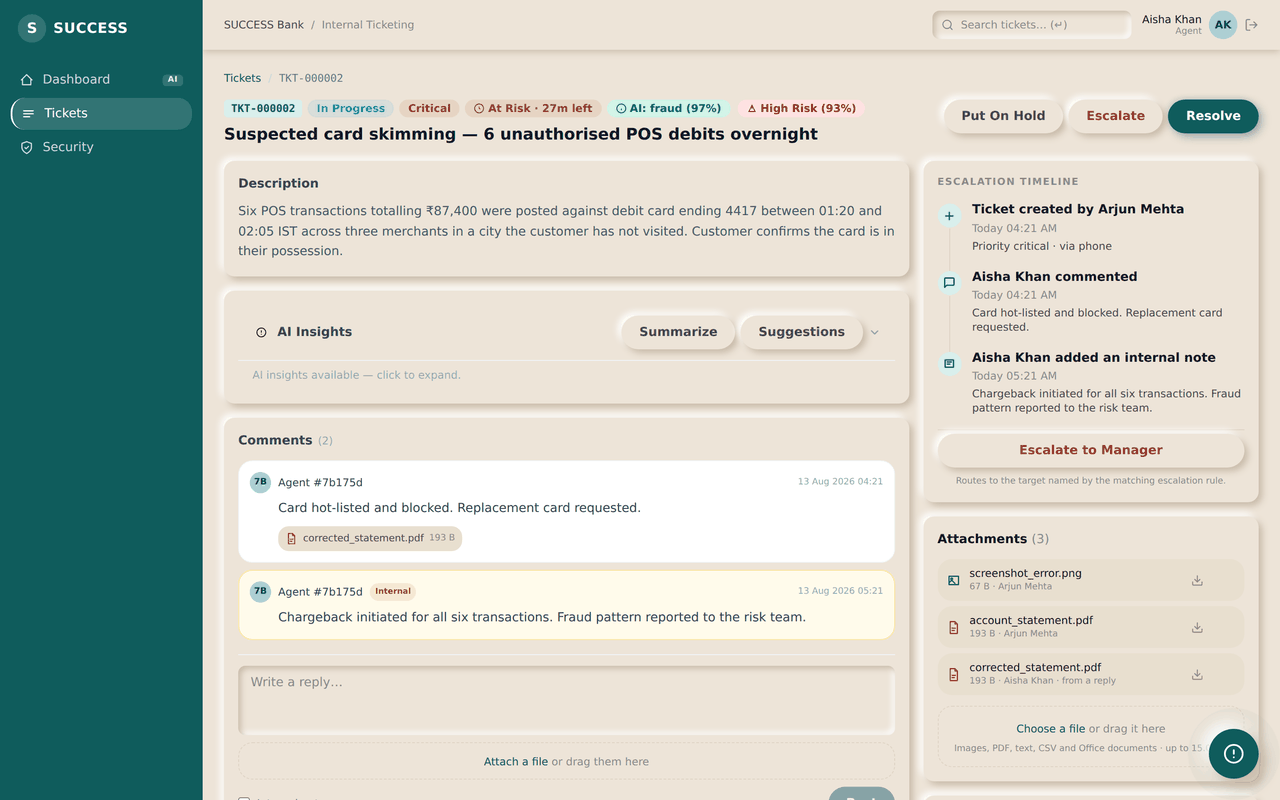 S SUCCESS
Dashboard AI
Tickets
Security
SUCCESS Bank / Internal Ticketing
Search tickets... (↵)
Aisha Khan
Agent
AK
Tickets / TKT-000002
TKT-000002 In Progress Critical At Risk · 27m left AI: fraud (97%) High Risk (93%)
Suspected card skimming — 6 unauthorised POS debits overnight
Put On Hold Escalate Resolve
Description
Six POS transactions totalling ₹87,400 were posted against debit card ending 4417 between 01:20 and
02:05 IST across three merchants in a city the customer has not visited. Customer confirms the card is in
their possession.
AI Insights Summarize Suggestions
AI insights available — click to expand.
Comments (2)
7B Agent #7b175d 13 Aug 2026 04:21
Card hot-listed and blocked. Replacement card requested.
corrected_statement.pdf 193 B
7B Agent #7b175d Internal 13 Aug 2026 05:21
Chargeback initiated for all six transactions. Fraud pattern reported to the risk team.
Write a reply...
Attach a file or drag them here
ESCALATION TIMELINE
Ticket created by Arjun Mehta
Today 04:21 AM
Priority critical · via phone
Aisha Khan commented
Today 04:21 AM
Card hot-listed and blocked. Replacement card
requested.
Aisha Khan added an internal note
Today 05:21 AM
Chargeback initiated for all six transactions. Fraud
pattern reported to the risk team.
Escalate to Manager
Routes to the target named by the matching escalation rule.
Attachments (3)
screenshot_error.png
67 B · Arjun Mehta
account_statement.pdf
193 B · Arjun Mehta
corrected_statement.pdf
193 B · Aisha Khan · from a reply
Choose a file or drag it here
Images, PDF, text, CSV and Office documents · up to 15